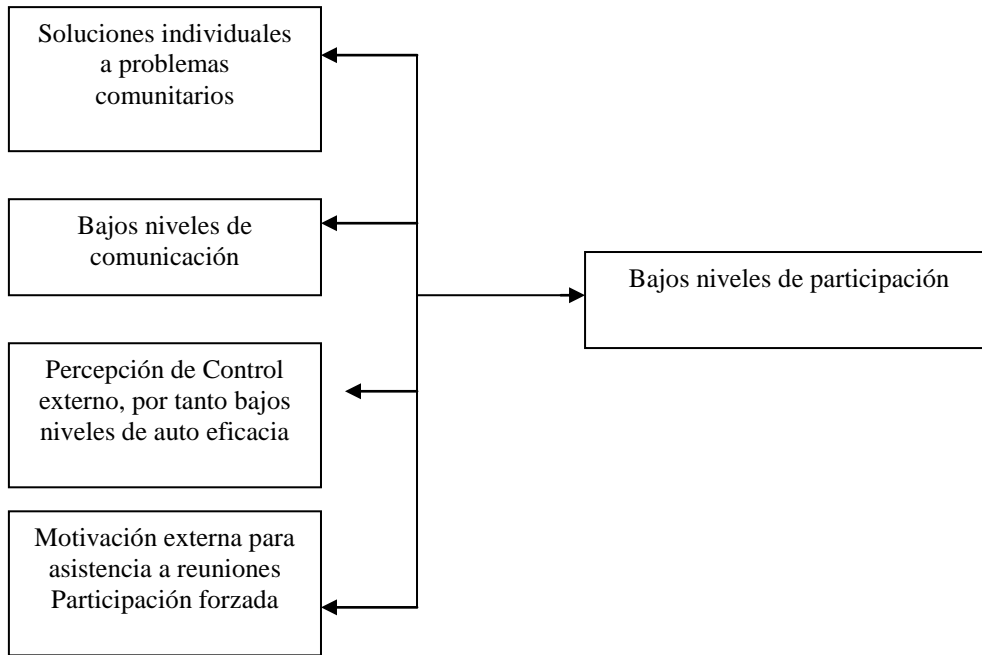 Soluciones individuales
a problemas
comunitarios
Bajos niveles de
comunicación
Bajos niveles de participación
Percepción de Control
externo, por tanto bajos
niveles de auto eficacia
Motivación externa para
asistencia a reuniones
Participación forzada